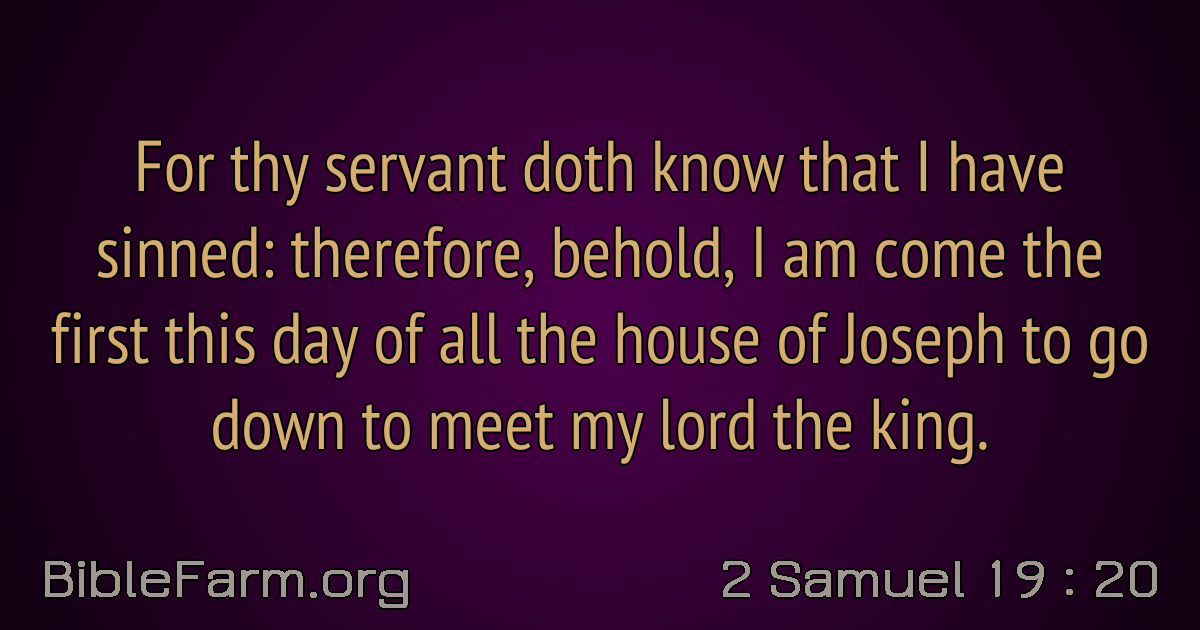 For thy servant doth know that I have
sinned: therefore, behold, I am come the
first this day of all the house of Joseph to go
down to meet my lord the king.
BibleFarm.org
2 Samuel 19 : 20